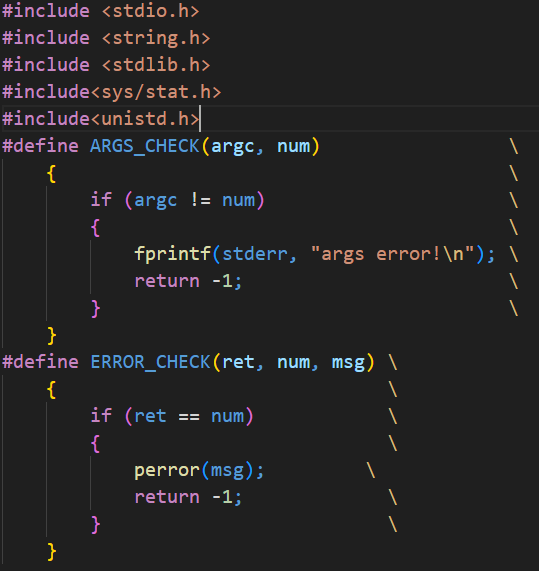 #include <stdio.h>
#include <string.h>
#include <stdlib.h>
#include<sys/stat.h>
#include<unistd.h>
#define ARGS_CHECK(argc, num)                 \
    {                                         \
        if (argc != num)                      \
        {                                     \
            fprintf(stderr, "args error!\n"); \
            return -1;                        \
        }                                     \
    }
#define ERROR_CHECK(ret, num, msg) \
    {                              \
        if (ret == num)            \
        {                          \
            perror(msg);         \
            return -1;             \
        }                          \
    }